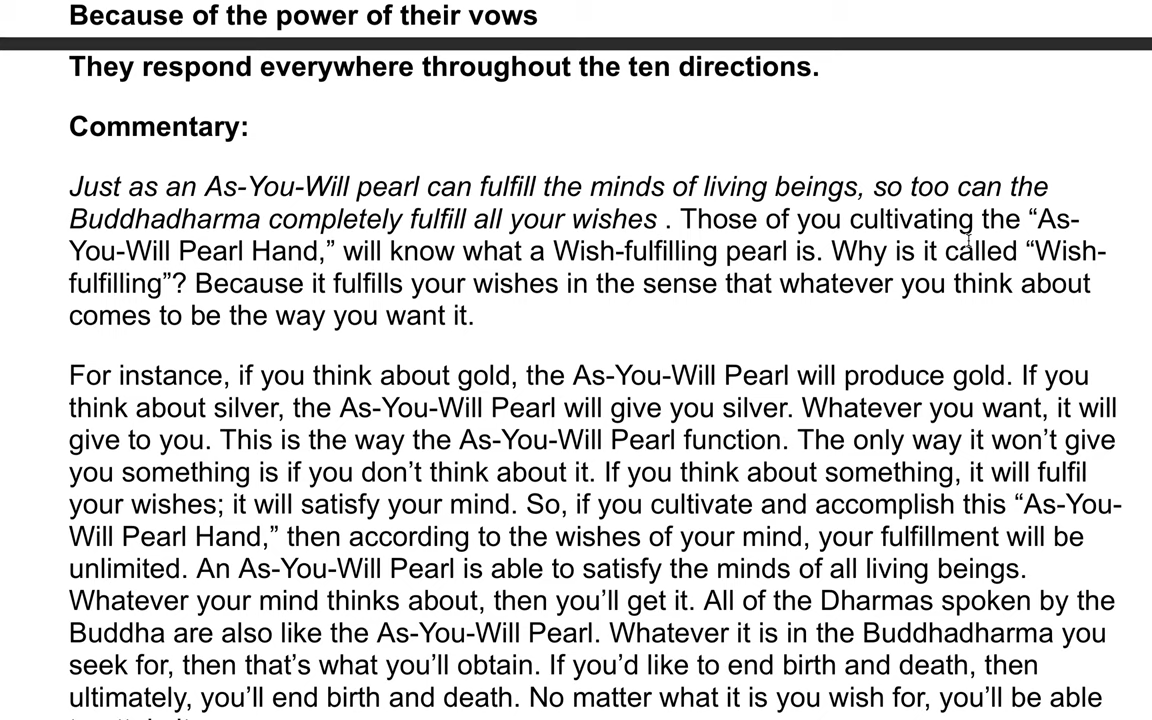 Because of the power of their vows
They respond everywhere throughout the ten directions.
Commentary:
Just as an As-You-Will pearl can fulfill the minds of living beings, so too can the
Buddhadharma completely fulfill all your wishes . Those of you cultivating the “As-
You-Will Pearl Hand,” will know what a Wish-fulfilling pearl is. Why is it called “Wish-
fulfilling”? Because it fulfills your wishes in the sense that whatever you think about
comes to be the way you want it.
For instance, if you think about gold, the As-You-Will Pearl will produce gold. If you
think about silver, the As-You-Will Pearl will give you silver. Whatever you want, it will
give to you. This is the way the As-You-Will Pearl function. The only way it won’t give
you something is if you don’t think about it. If you think about something, it will fulfil
your wishes; it will satisfy your mind. So, if you cultivate and accomplish this “As-You-
Will Pearl Hand,” then according to the wishes of your mind, your fulfillment will be
unlimited. An As-You-Will Pearl is able to satisfy the minds of all living beings.
Whatever your mind thinks about, then you’ll get it. All of the Dharmas spoken by the
Buddha are also like the As-You-Will Pearl. Whatever it is in the Buddhadharma you
seek for, then that’s what you’ll obtain. If you’d like to end birth and death, then
ultimately, you’ll end birth and death. No matter what it is you wish for, you’ll be able